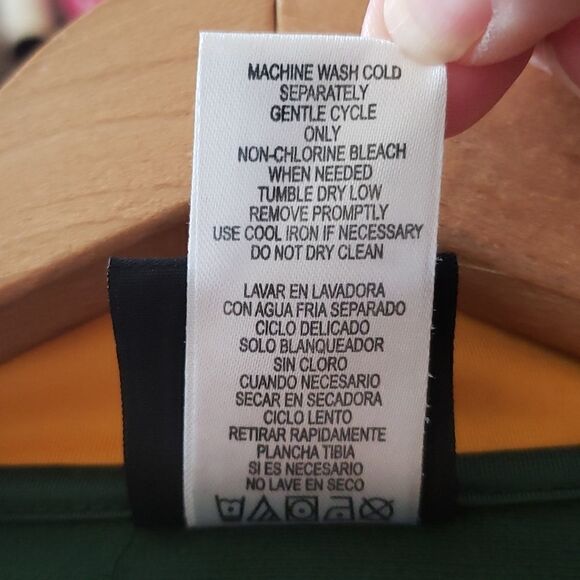 MACHINE WASH COLD
SEPARATELY
GENTLE CYCLE
ONLY
NON-CHLORINE BLEACH
WHEN NEEDED
TUMBLE DRY LOW
REMOVE PROMPTLY
USE COOL IRON IF NECESSARY
DO NOT DRY CLEAN
LAVAR EN LAVADORA
CON AGUA FRIA SEPARADO
CICLO DELICADO
SOLO BLANQUEADOR
SIN CLORO
CUANDO NECESARIO
SECAR EN SECADORA
CICLO LENTO
RETIRAR RAPIDAMENTE
PLANCHA TIBIA
SI ES NECESARIO
NO LAVE EN SECO